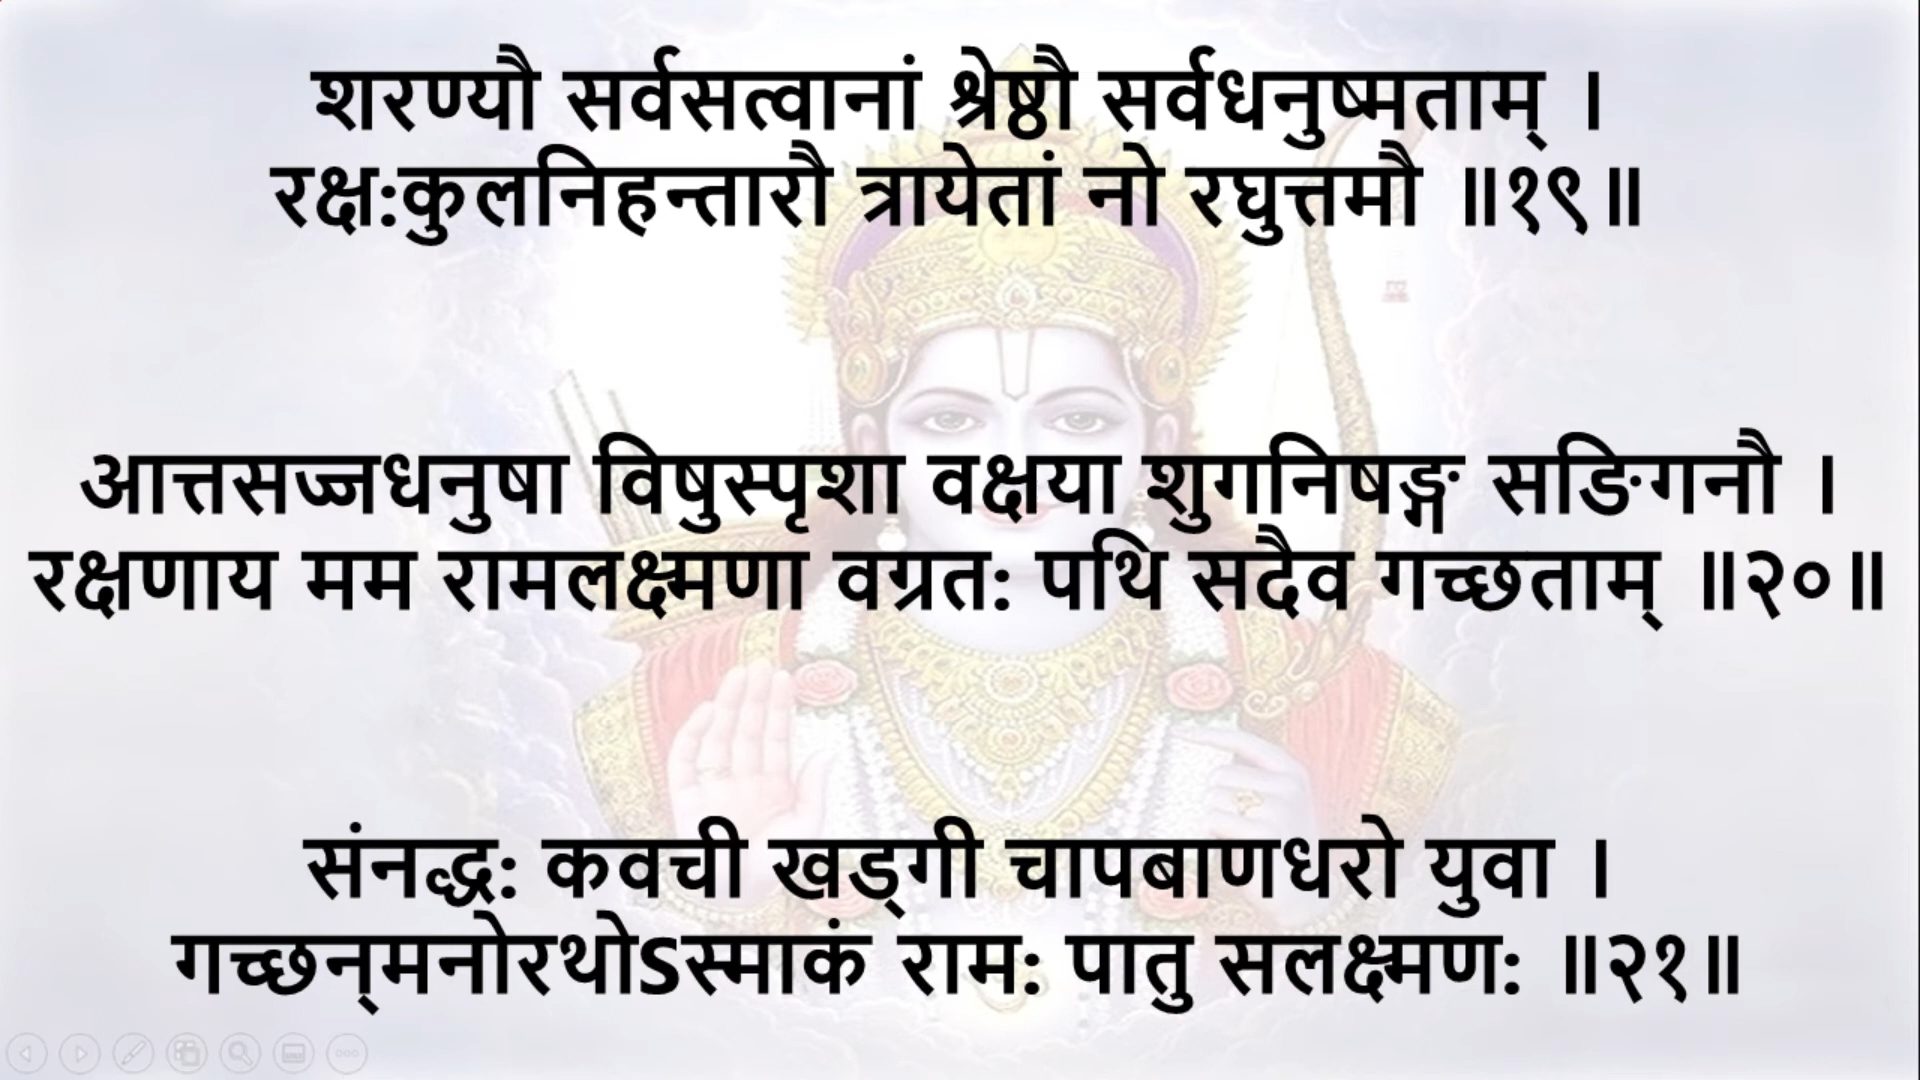 शरण्यौ सर्वसत्वानां श्रेष्ठौ सर्वधनुष्मताम् ।
रक्ष:कुलनिहन्तारौ त्रायेतां नो रघुत्तमौ ॥१९॥
आत्तसज्जधनुषा विषुस्पृशा वक्षया शुगनिषङ्ग सङिगनौ ।
रक्षणाय मम रामलक्ष्मणा वग्रत: पथि सदैव गच्छताम् ॥२०॥
संनद्ध: कवची खड्गी चापबाणधरो युवा ।
गच्छन्‌मनोरथोSस्माकं राम: पातु सलक्ष्मण: ॥२१॥